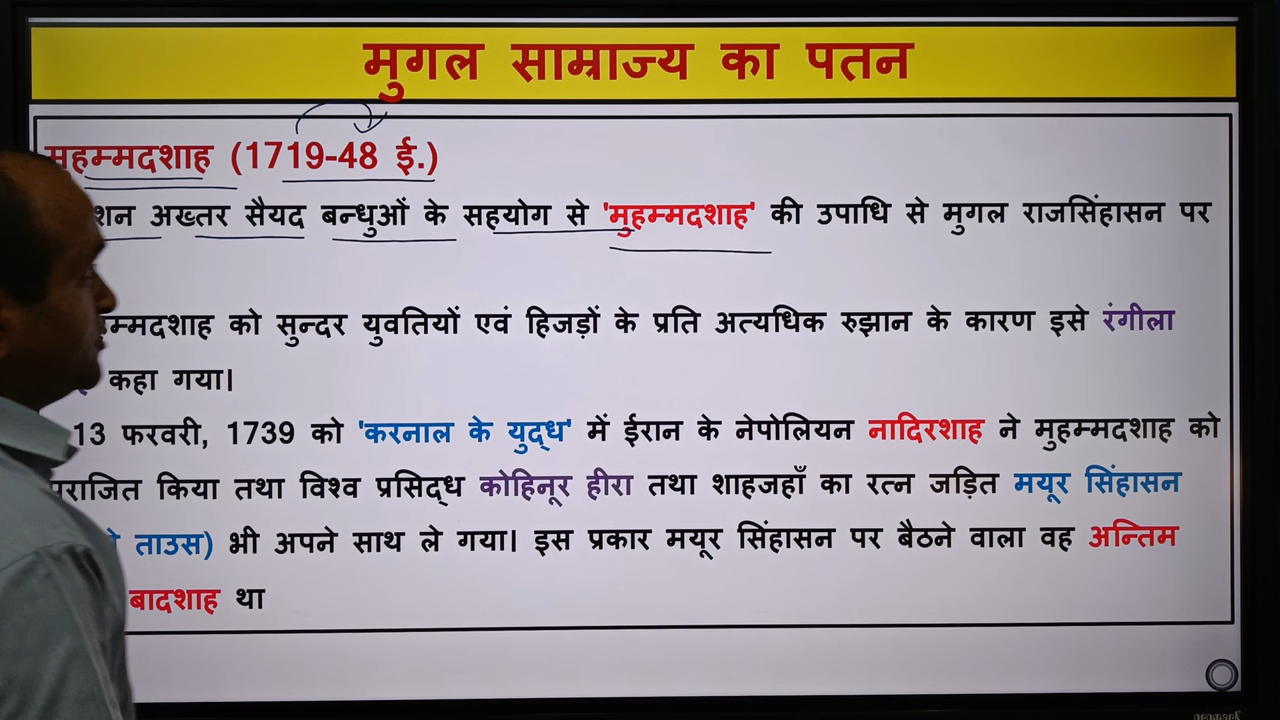 मुगल साम्राज्य का पतन
मुहम्मदशाह (1719-48 ई.)
अख्तर सैयद बन्धुओं के सहयोग से 'मुहम्मदशाह' की उपाधि से मुगल राजसिंहासन पर
को सुन्दर युवतियों एवं हिजड़ों के प्रति अत्यधिक रुझान के कारण इसे रंगीला
कहा गया।
13 फरवरी, 1739 को 'करनाल के युद्ध' में ईरान के नेपोलियन नादिरशाह ने मुहम्मदशाह को
पराजित किया तथा विश्व प्रसिद्ध कोहिनूर हीरा तथा शाहजहाँ का रत्न जड़ित मयूर सिंहासन
ताउस) भी अपने साथ ले गया। इस प्रकार मयूर सिंहासन पर बैठने वाला वह अन्तिम
बादशाह था